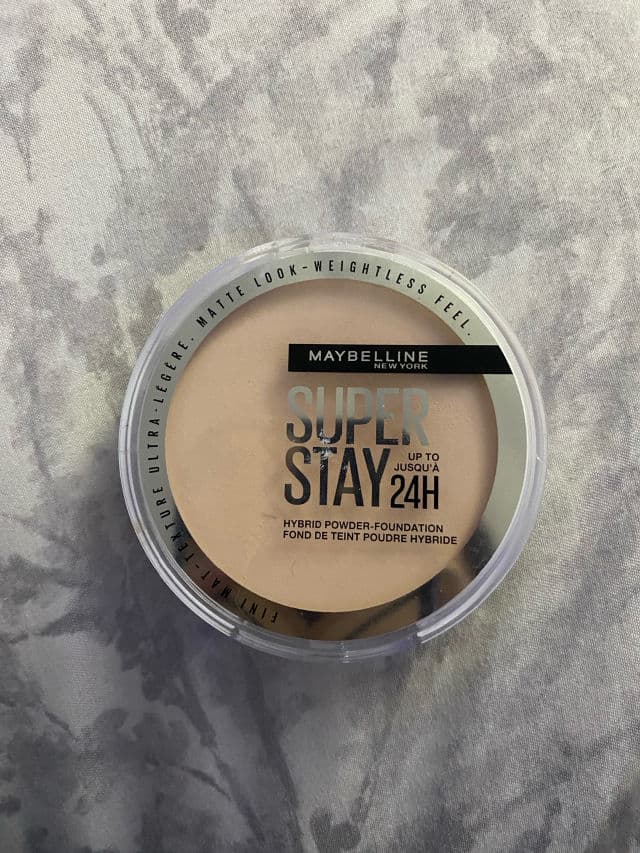 MATTE LOOK-WEIGHTLESS FEEL.
FINI MAT-TEXTURE ULTRA-LÉGÈRE.
MAYBELLINE
NEW YORK
SUPER
STAY
UP TO
JUSQU'À
24H
HYBRID POWDER-FOUNDATION
FOND DE TEINT POUDRE HYBRIDE